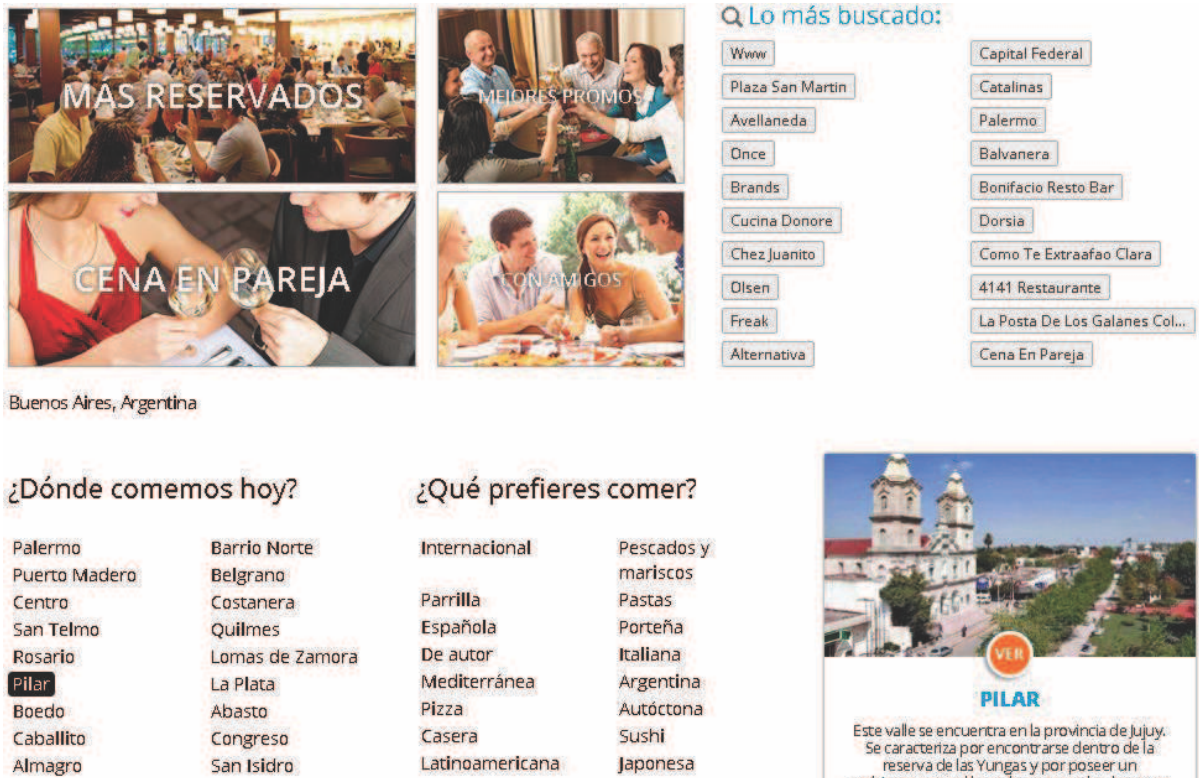 MAS RESERVADOS
MEJORES PROMOS
CENA EN PAREJA
CON AMIGOS
Lo más buscado:
Www
Capital Federal
Plaza San Martin
Catalinas
Avellaneda
Palermo
Once
Balvanera
Brands
Bonifacio Resto Bar
Cucina Donore
Dorsia
Chez Juanito
Como Te Extraafao Clara
Olsen
4141 Restaurante
Freak
La Posta De Los Galanes Col...
Alternativa
Cena En Pareja
Buenos Aires, Argentina
¿Dónde comemos hoy?
Palermo
Puerto Madero
Centro
San Telmo
Rosario
Pilar
Boedo
Caballito
Almagro
Barrio Norte
Belgrano
Costanera
Quilmes
Lomas de Zamora
La Plata
Abasto
Congreso
San Isidro
¿Qué prefieres comer?
Internacional
Parrilla
Española
De autor
Mediterránea
Pizza
Casera
Latinoamericana
Pescados y
mariscos
Pastas
Porteña
Italiana
Argentina
Autóctona
Sushi
Japonesa
VER
PILAR
Este valle se encuentra en la provincia de Jujuy.
Se caracteriza por encontrarse dentro de la
reserva de las Yungas y por poseer un